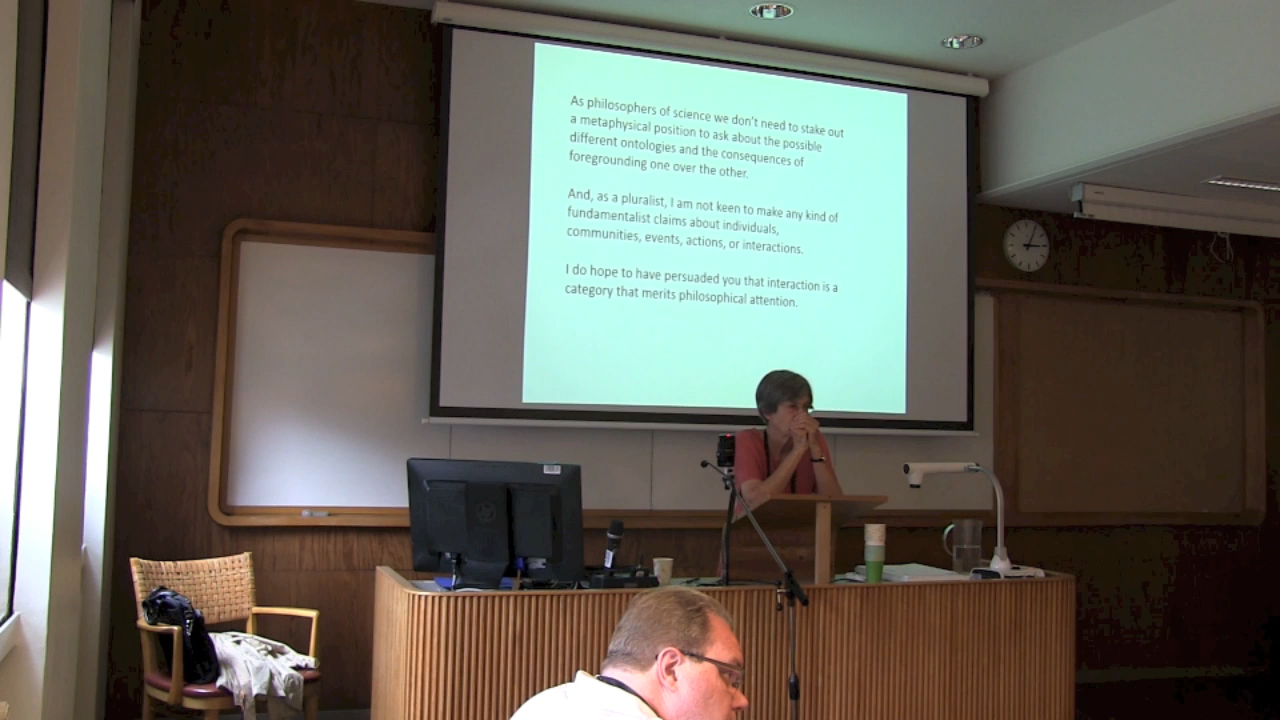 As philosophers of science we don't need to stake out
a metaphysical position to ask about the possible
different ontologies and the consequences of
foregrounding one over the other.
And, as a pluralist, I am not keen to make any kind of
fundamentalist claims about individuals,
communities, events, actions, or interactions.
I do hope to have persuaded you that interaction is a
category that merits philosophical attention.